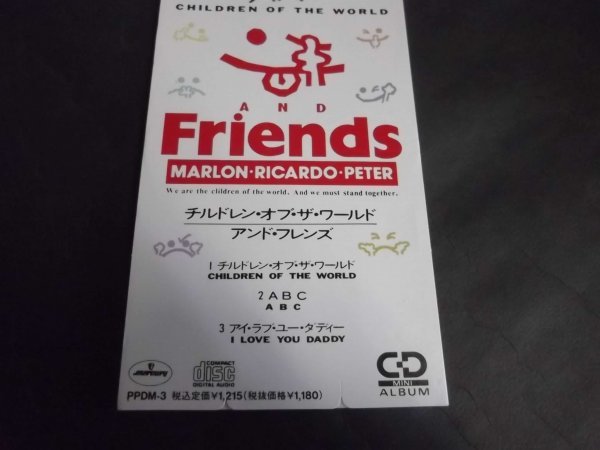 CHILDREN OF THE WORLD
AND
Friends
MARLON・RICARDO・PETER
We are the children of the world. And we must stand together.
チルドレン・オブ・ザ・ワールド
アンド・フレンズ
1 チルドレン・オブ・ザ・ワールド
CHILDREN OF THE WORLD
2 A B C
A B C
3 アイ・ラブ・ユー・ダディー
I LOVE YOU DADDY
mercury
COMPACT
disc
DIGITAL AUDIO
CD
MINI
ALBUM
PPDM-3 税込定価¥1,215(税抜価格¥1,180)